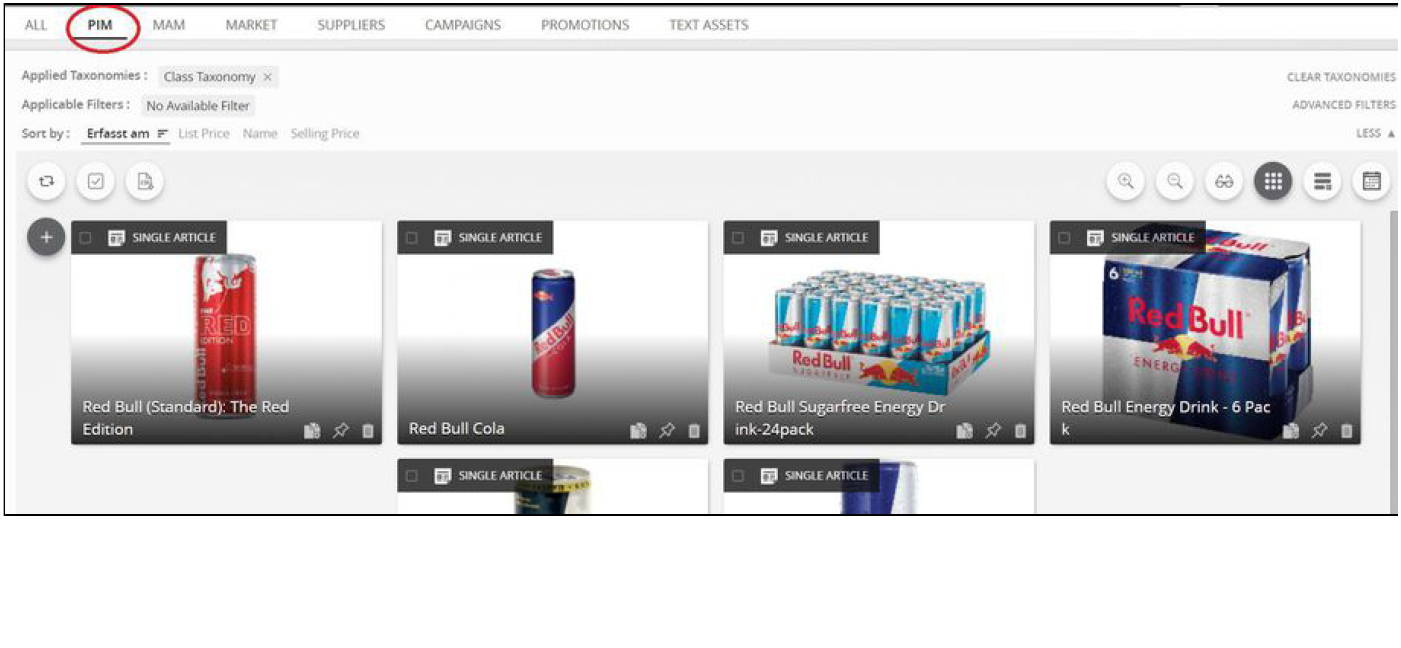 ALL PIM MAM MARKET SUPPLIERS CAMPAIGNS PROMOTIONS TEXT ASSETS
Applied Taxonomies : Class Taxonomy × CLEAR TAXONOMIES
Applicable Filters : No Available Filter ADVANCED FILTERS
Sort by : Erfasst am List Price Name Selling Price LESS ▲
SINGLE ARTICLE
THE
RED
EDITION
Red Bull
Red Bull (Standard): The Red
Edition
SINGLE ARTICLE
Red Bull
COLA
Red Bull Cola
SINGLE ARTICLE
Red Bull
SUGARFREE
Red Bull Sugarfree Energy Dr
ink-24pack
SINGLE ARTICLE
6
Red Bull
ENERGY DRINK
Red Bull Energy Drink - 6 Pac
k
SINGLE ARTICLE
SINGLE ARTICLE